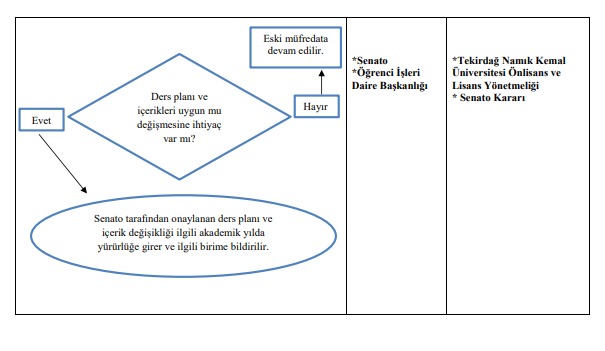 Eski müfredata
devam edilir.
Ders planı ve
içerikleri uygun mu
değişmesine ihtiyaç
var mı?
Evet
Hayır
Senato tarafından onaylanan ders planı ve
içerik değişikliği ilgili akademik yılda
yürürlüğe girer ve ilgili birime bildirilir.
*Senato
*Öğrenci İşleri
Daire Başkanlığı
*Tekirdağ Namık Kemal
Üniversitesi Önlisans ve
Lisans Yönetmeliği
* Senato Kararı